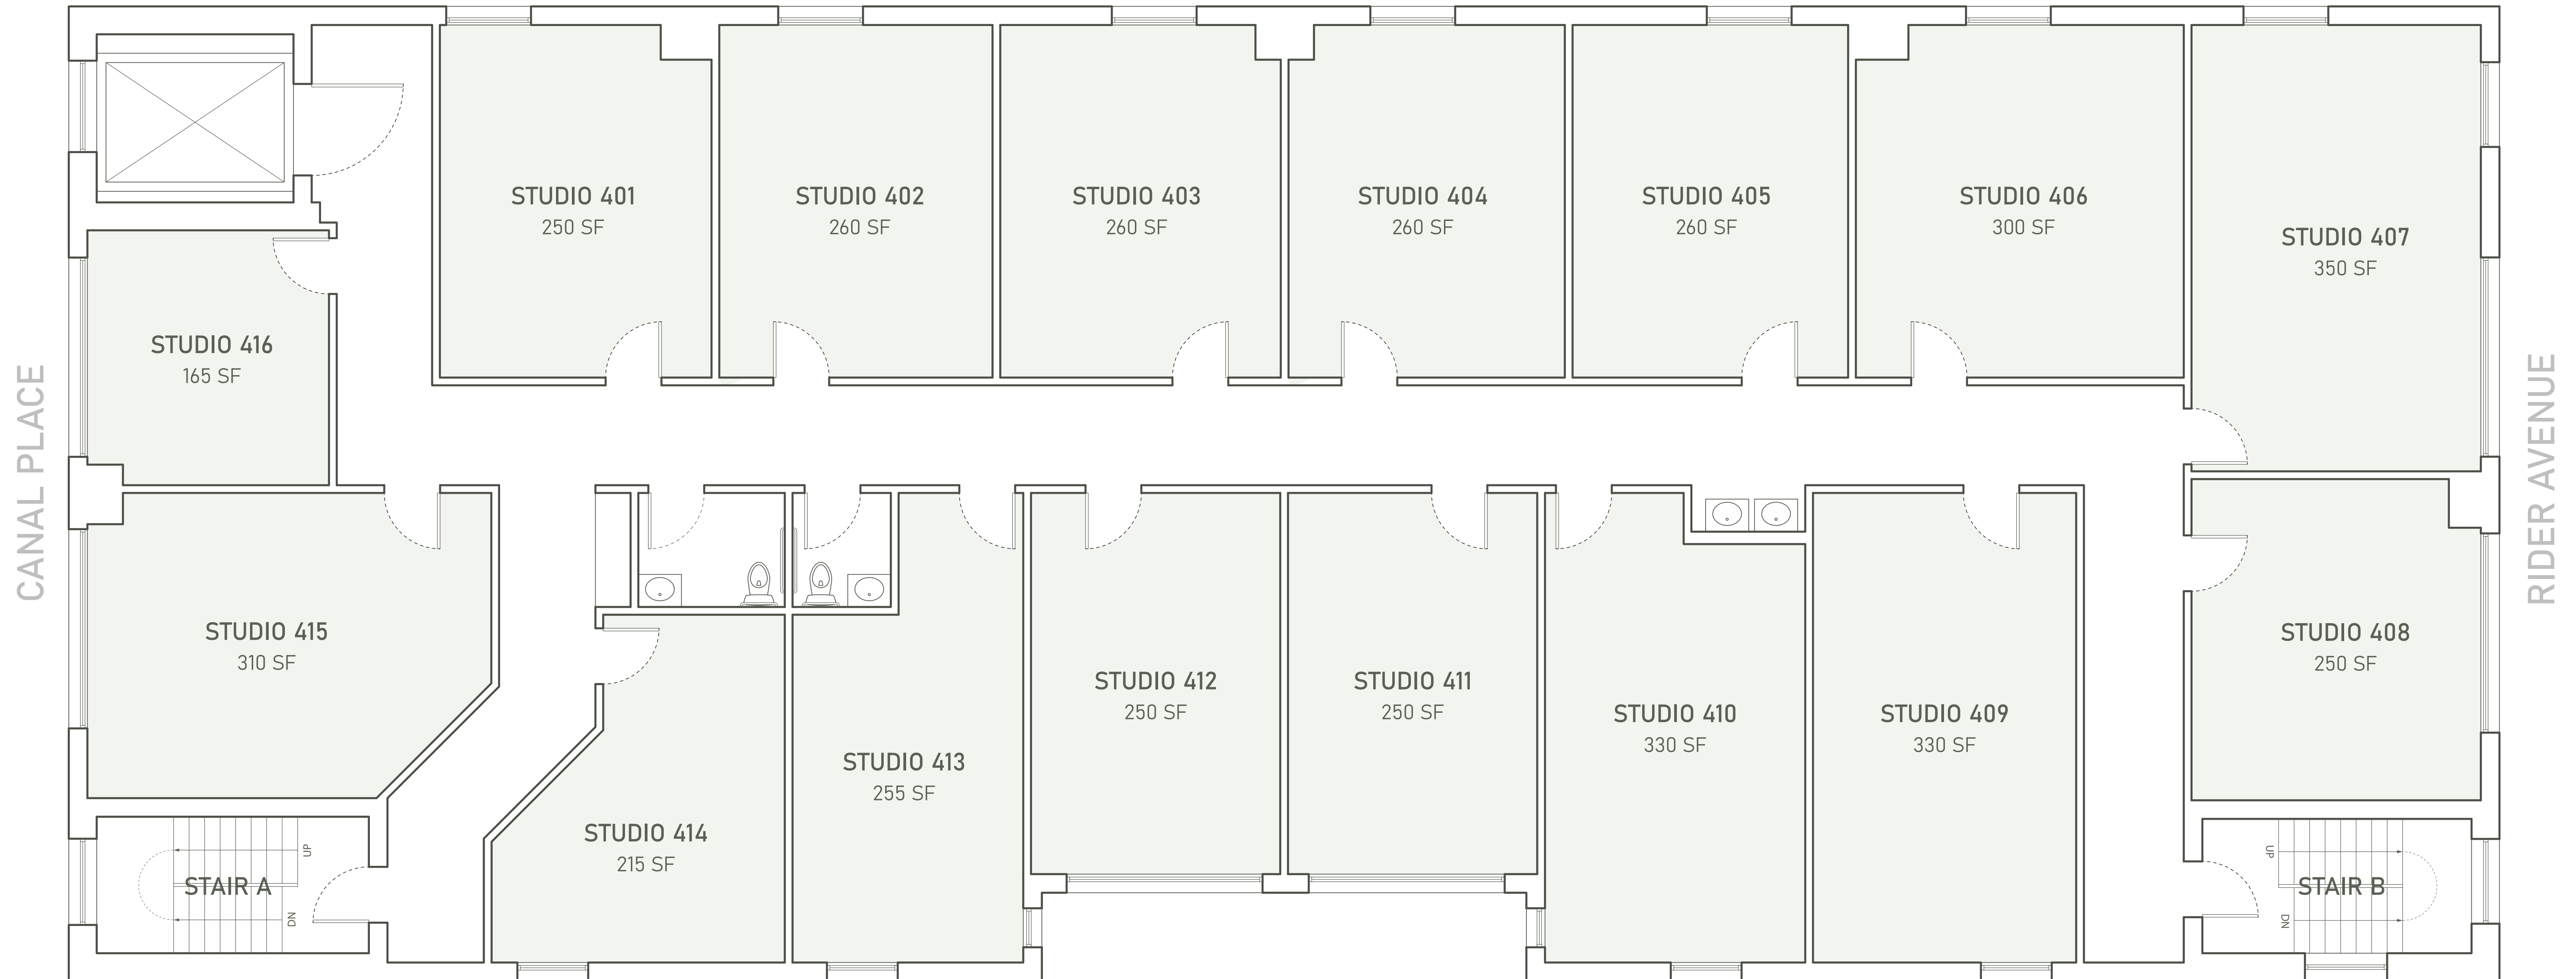 STUDIO 401
250 SF
STUDIO 402
260 SF
STUDIO 403
260 SF
STUDIO 404
260 SF
STUDIO 405
260 SF
STUDIO 406
300 SF
STUDIO 407
350 SF
STUDIO 416
165 SF
CANAL PLACE
RIDER AVENUE
STUDIO 415
310 SF
STUDIO 414
215 SF
STUDIO 413
255 SF
STUDIO 412
250 SF
STUDIO 411
250 SF
STUDIO 410
330 SF
STUDIO 409
330 SF
STUDIO 408
250 SF
UP
STAIR A
DN
UP
STAIR B
DN